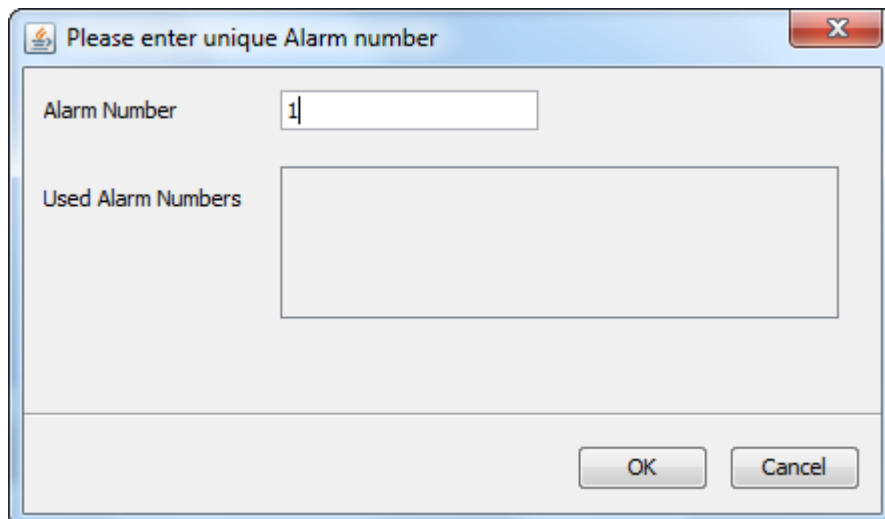 Please enter unique Alarm number
Alarm Number
1
Used Alarm Numbers
OK
Cancel